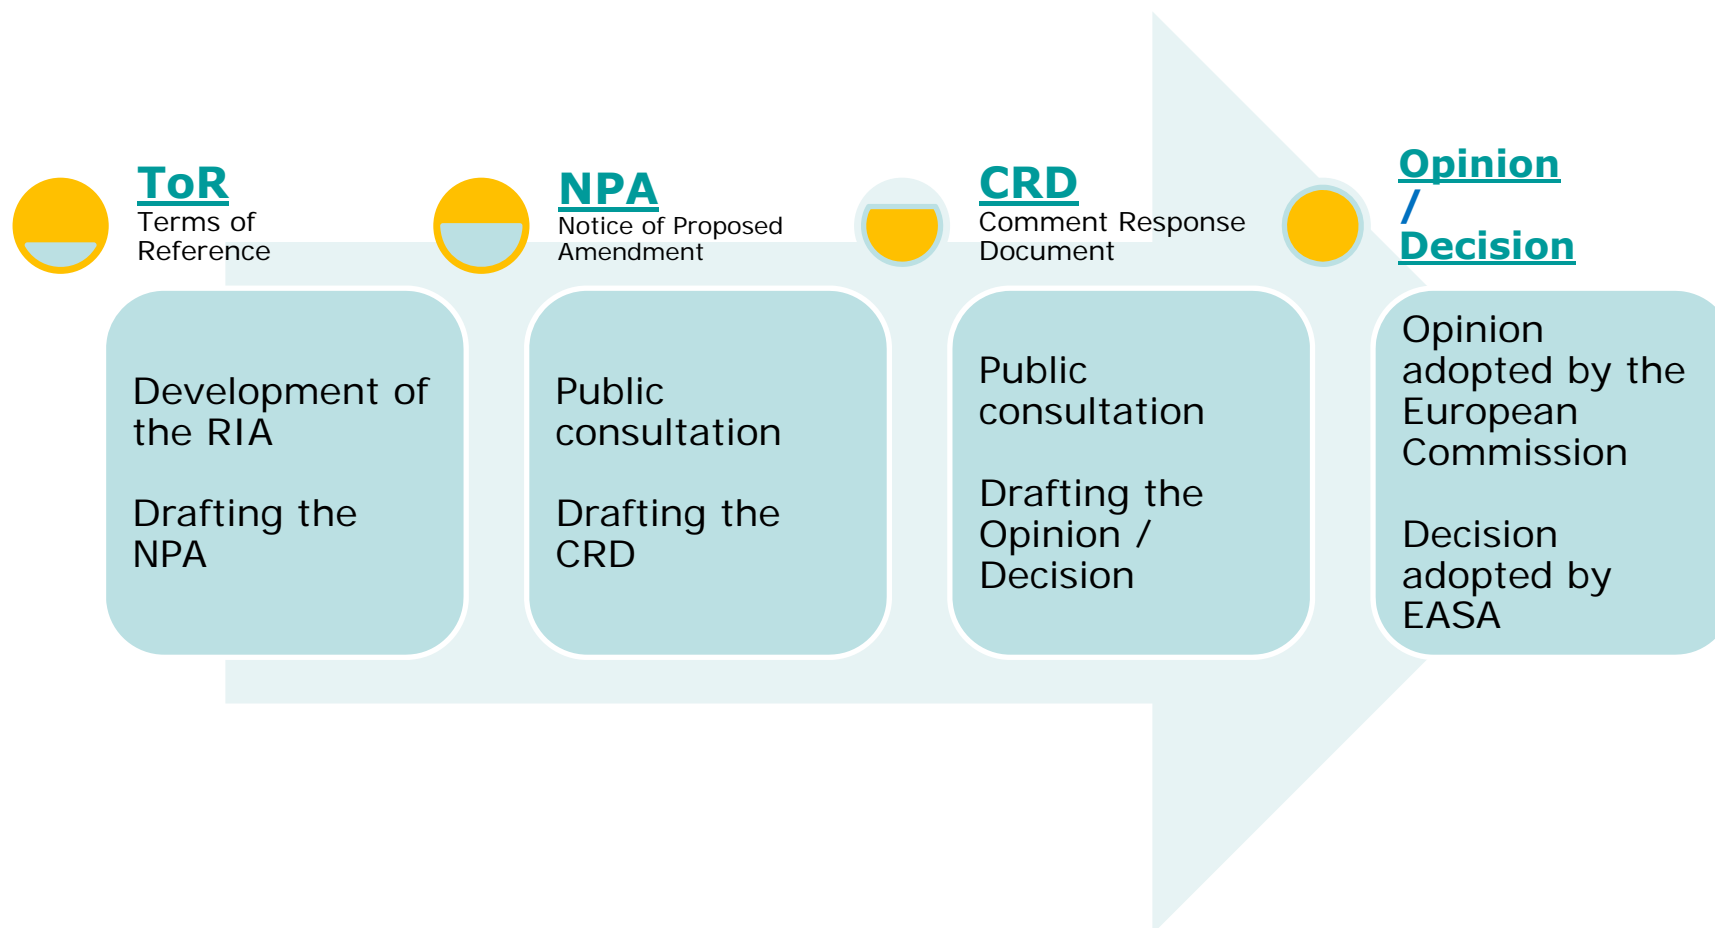 ToR
Terms of
Reference
Development of
the RIA
Drafting the
NPA
NPA
Notice of Proposed
Amendment
Public
consultation
Drafting the
CRD
CRD
Comment Response
Document
Public
consultation
Drafting the
Opinion /
Decision
Opinion
/
Decision
Opinion
adopted by the
European
Commission
Decision
adopted by
EASA